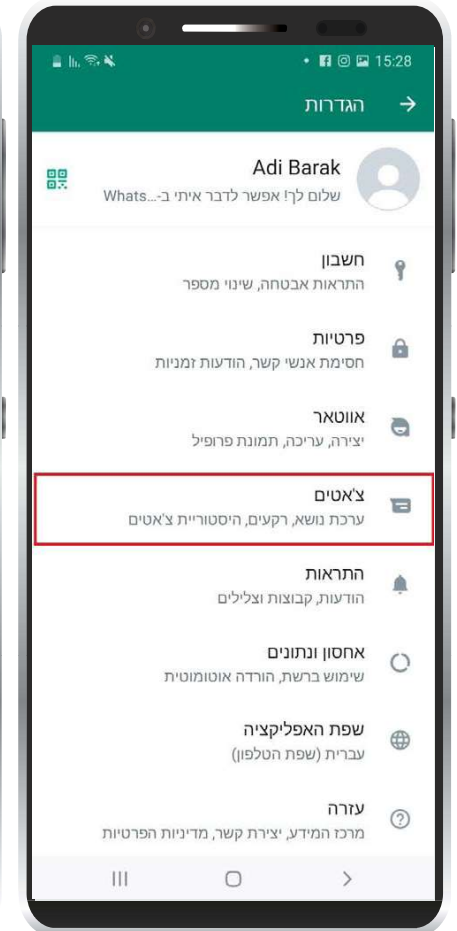 15:28
הגדרות
Adi Barak
שלום לך! אפשר לדבר איתי ב-...Whats
חשבון
התראות אבטחה, שינוי מספר
פרטיות
חסימת אנשי קשר, הודעות זמניות
אווטאר
יצירה, עריכה, תמונת פרופיל
צ'אטים
ערכת נושא, רקעים, היסטוריית צ'אטים
התראות
הודעות, קבוצות וצלילים
אחסון ונתונים
שימוש ברשת, הורדה אוטומטית
שפת האפליקציה
עברית (שפת הטלפון)
עזרה
מרכז המידע, יצירת קשר, מדיניות הפרטיות